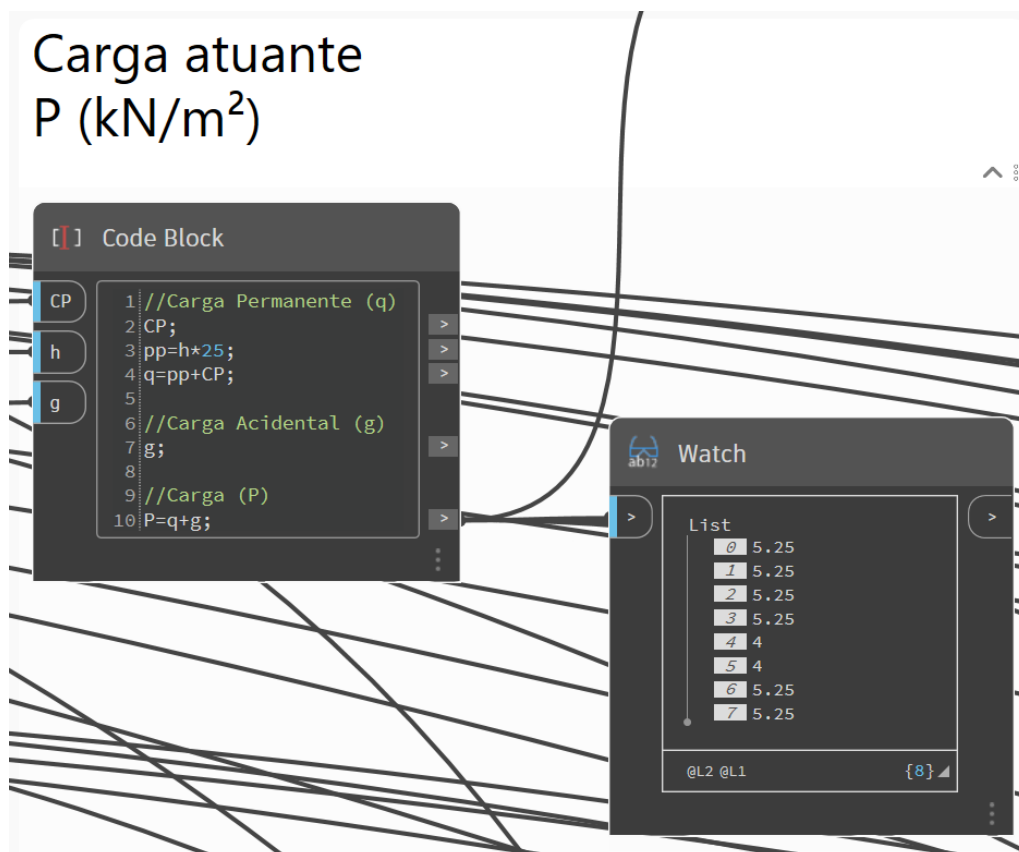 Carga atuante
P (kN/m²)
[I] Code Block
CP
h
g
1 //Carga Permanente (q)
2 CP;
3 pp=h*25;
4 q=pp+CP;
5
6 //Carga Acidental (g)
7 g;
8
9 //Carga (P)
10 P=q+g;
>
>
>
>
>
ab12 Watch
>
>
List
0 5.25
1 5.25
2 5.25
3 5.25
4 4
5 4
6 5.25
7 5.25
@L2 @L1 {8}